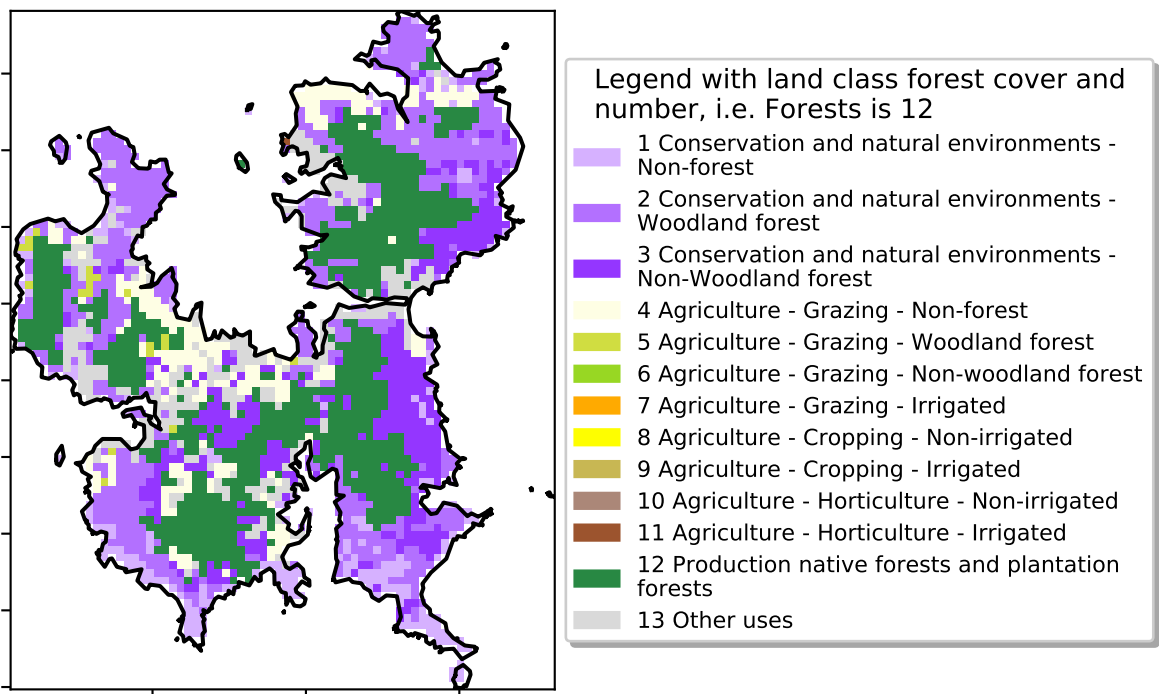 Legend with land class forest cover and
number, i.e. Forests is 12
1 Conservation and natural environments -
Non-forest
2 Conservation and natural environments -
Woodland forest
3 Conservation and natural environments -
Non-Woodland forest
4 Agriculture - Grazing - Non-forest
5 Agriculture - Grazing - Woodland forest
6 Agriculture - Grazing - Non-woodland forest
7 Agriculture - Grazing - Irrigated
8 Agriculture - Cropping - Non-irrigated
9 Agriculture - Cropping - Irrigated
10 Agriculture - Horticulture - Non-irrigated
11 Agriculture - Horticulture - Irrigated
12 Production native forests and plantation
forests
13 Other uses